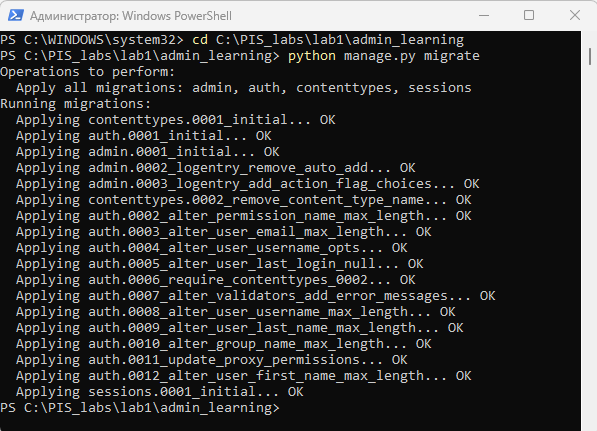 Администратор: Windows PowerShell
PS C:\WINDOWS\system32> cd C:\PIS_labs\lab1\admin_learning
PS C:\PIS_labs\lab1\admin_learning> python manage.py migrate
Operations to perform:
  Apply all migrations: admin, auth, contenttypes, sessions
Running migrations:
  Applying contenttypes.0001_initial... OK
  Applying auth.0001_initial... OK
  Applying admin.0001_initial... OK
  Applying admin.0002_logentry_remove_auto_add... OK
  Applying admin.0003_logentry_add_action_flag_choices... OK
  Applying contenttypes.0002_remove_content_type_name... OK
  Applying auth.0002_alter_permission_name_max_length... OK
  Applying auth.0003_alter_user_email_max_length... OK
  Applying auth.0004_alter_user_username_opts... OK
  Applying auth.0005_alter_user_last_login_null... OK
  Applying auth.0006_require_contenttypes_0002... OK
  Applying auth.0007_alter_validators_add_error_messages... OK
  Applying auth.0008_alter_user_username_max_length... OK
  Applying auth.0009_alter_user_last_name_max_length... OK
  Applying auth.0010_alter_group_name_max_length... OK
  Applying auth.0011_update_proxy_permissions... OK
  Applying auth.0012_alter_user_first_name_max_length... OK
  Applying sessions.0001_initial... OK
PS C:\PIS_labs\lab1\admin_learning>